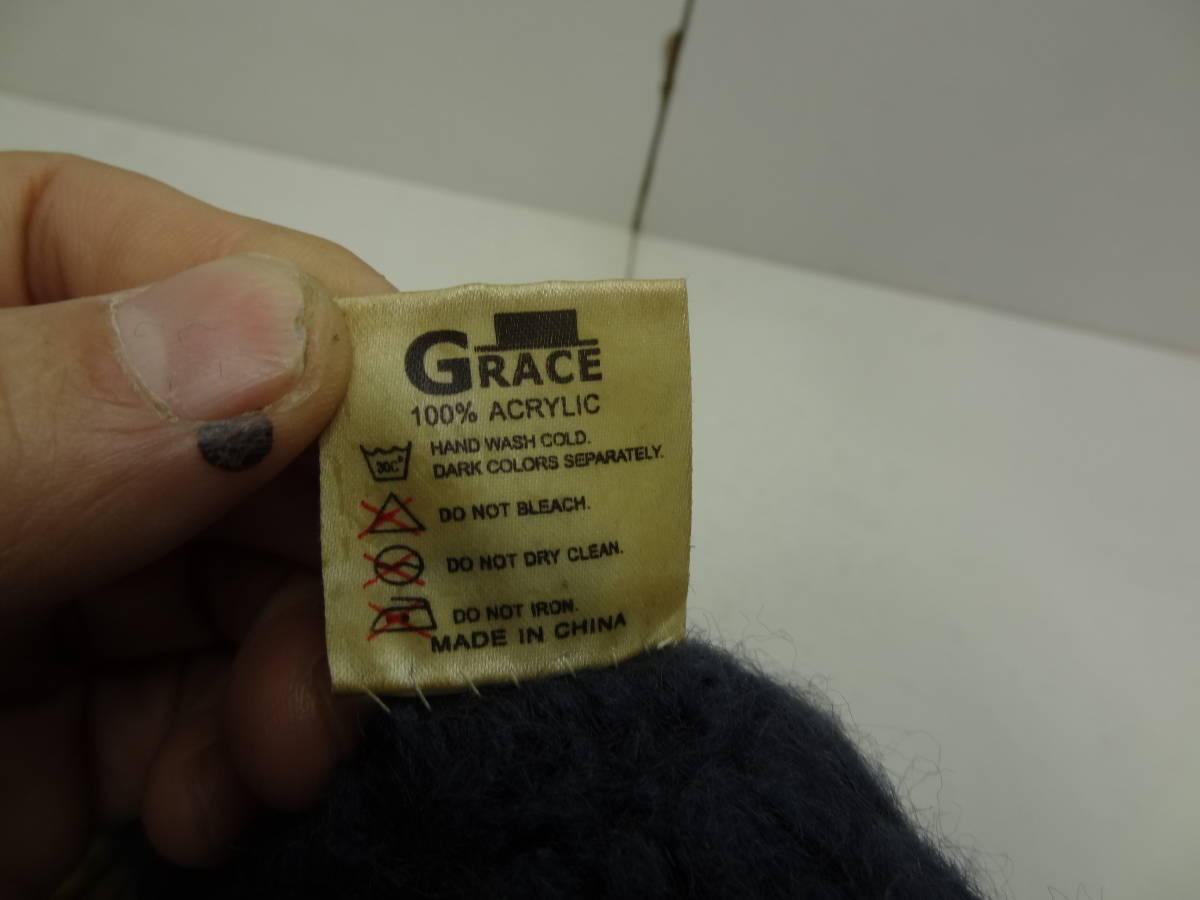 GRACE
100% ACRYLIC
HAND WASH COLD.
30C°
DARK COLORS SEPARATELY.
DO NOT BLEACH.
DO NOT DRY CLEAN.
DO NOT IRON.
MADE IN CHINA